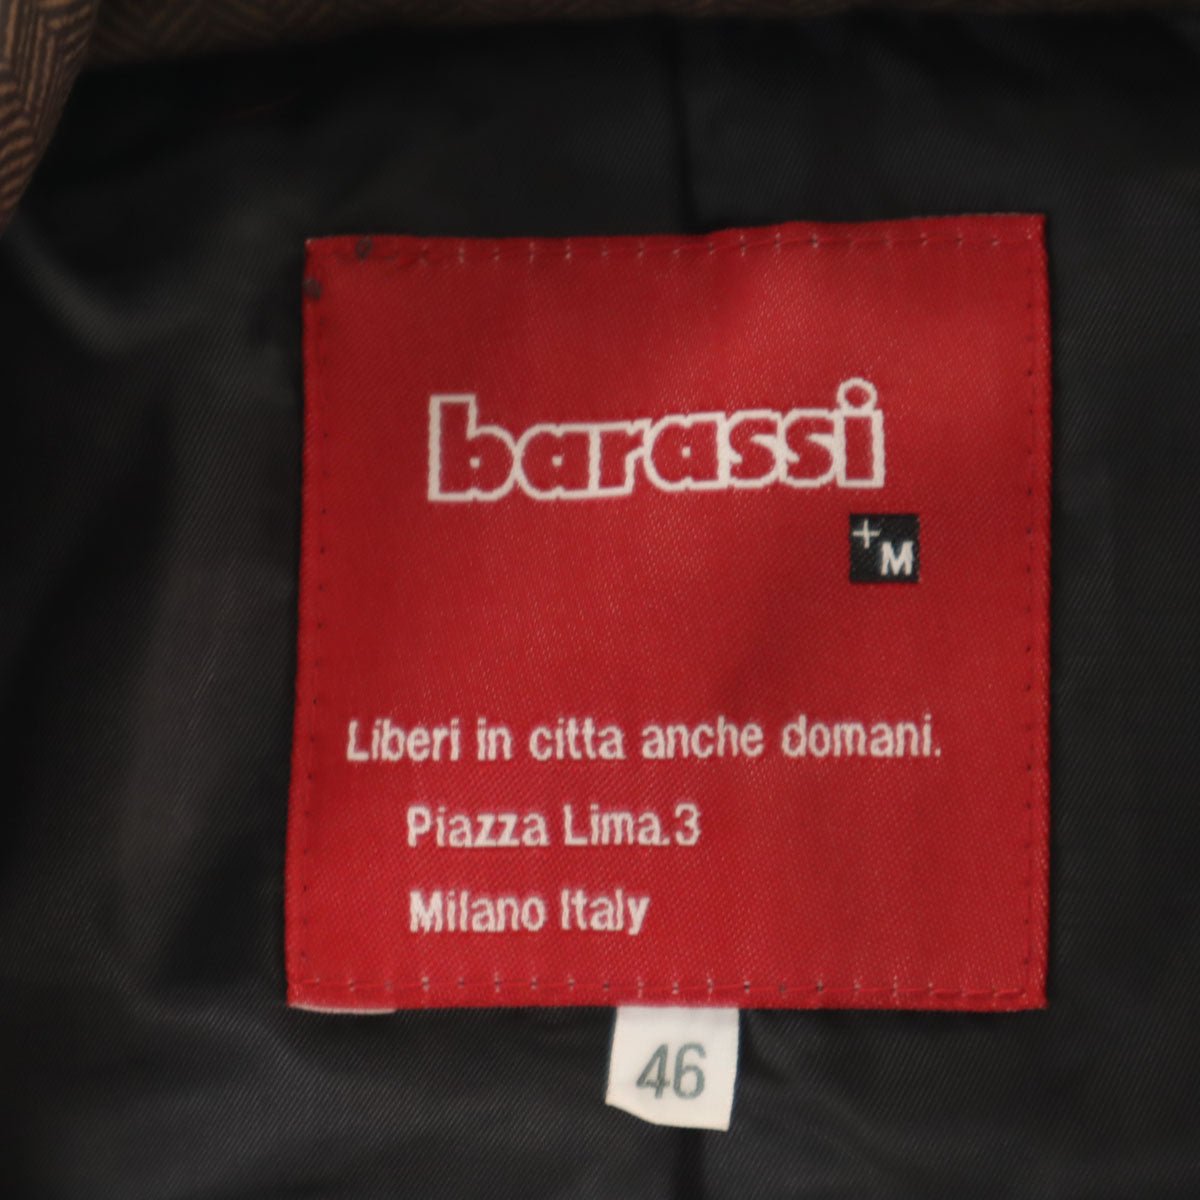 barassi
+M
Liberi in citta anche domani.
Piazza Lima.3
Milano Italy
46